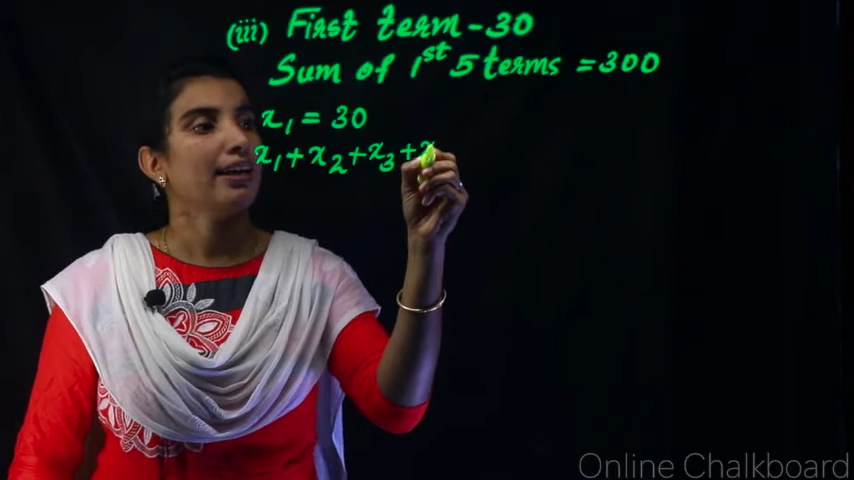 (iii) First term - 30
Sum of 1st 5 terms = 300
x₁ = 30
x₁ + x₂ + x₃ + x
Online Chalkboard